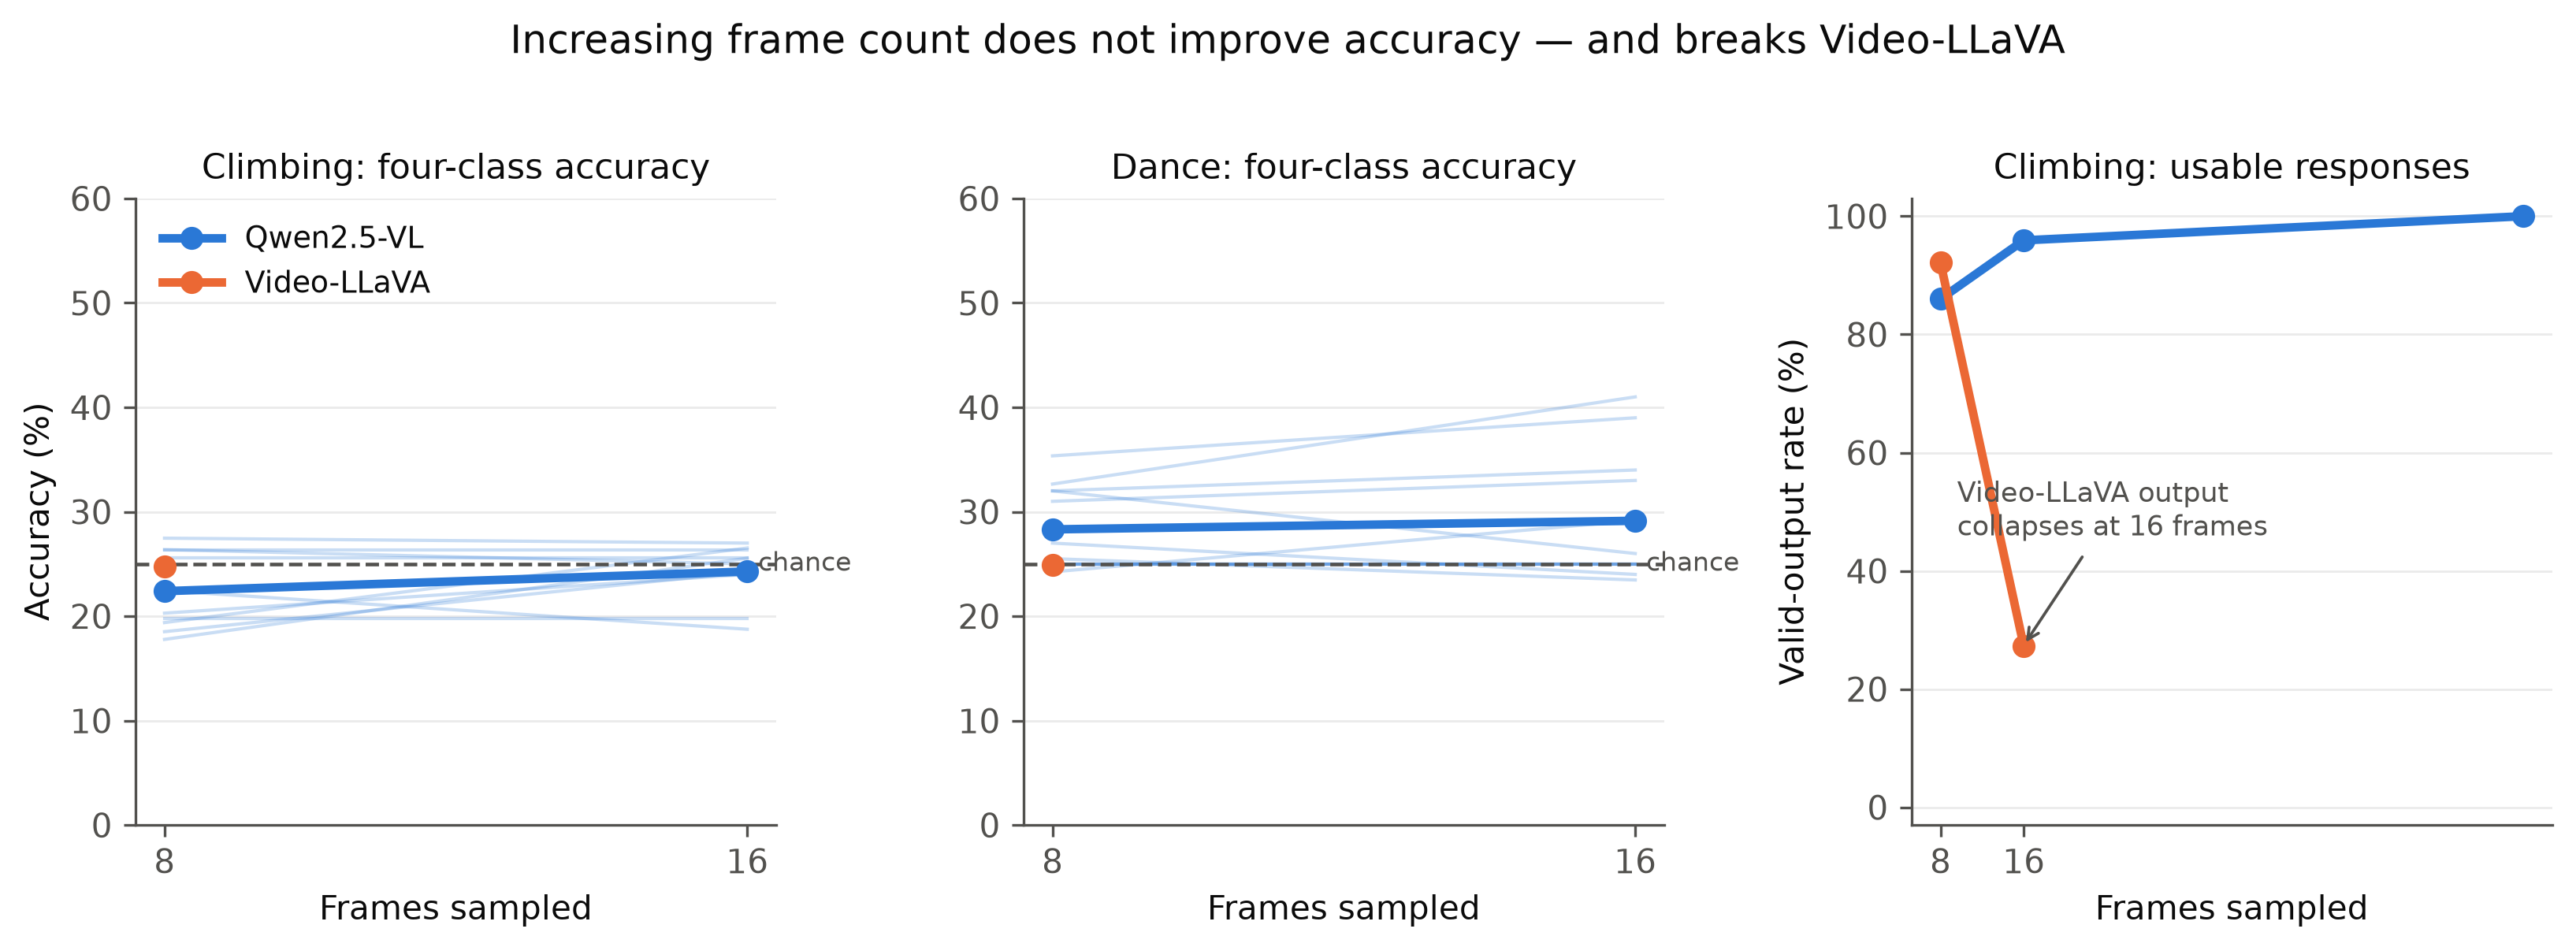 Increasing frame count does not improve accuracy — and breaks Video-LLaVA
Climbing: four-class accuracy
Accuracy (%)
60
50
40
30
20
10
0
Qwen2.5-VL
Video-LLaVA
chance
8
16
Frames sampled
Dance: four-class accuracy
60
50
40
30
20
10
0
chance
8
16
Frames sampled
Climbing: usable responses
Valid-output rate (%)
100
80
60
40
20
0
Video-LLaVA output
collapses at 16 frames
8
16
Frames sampled